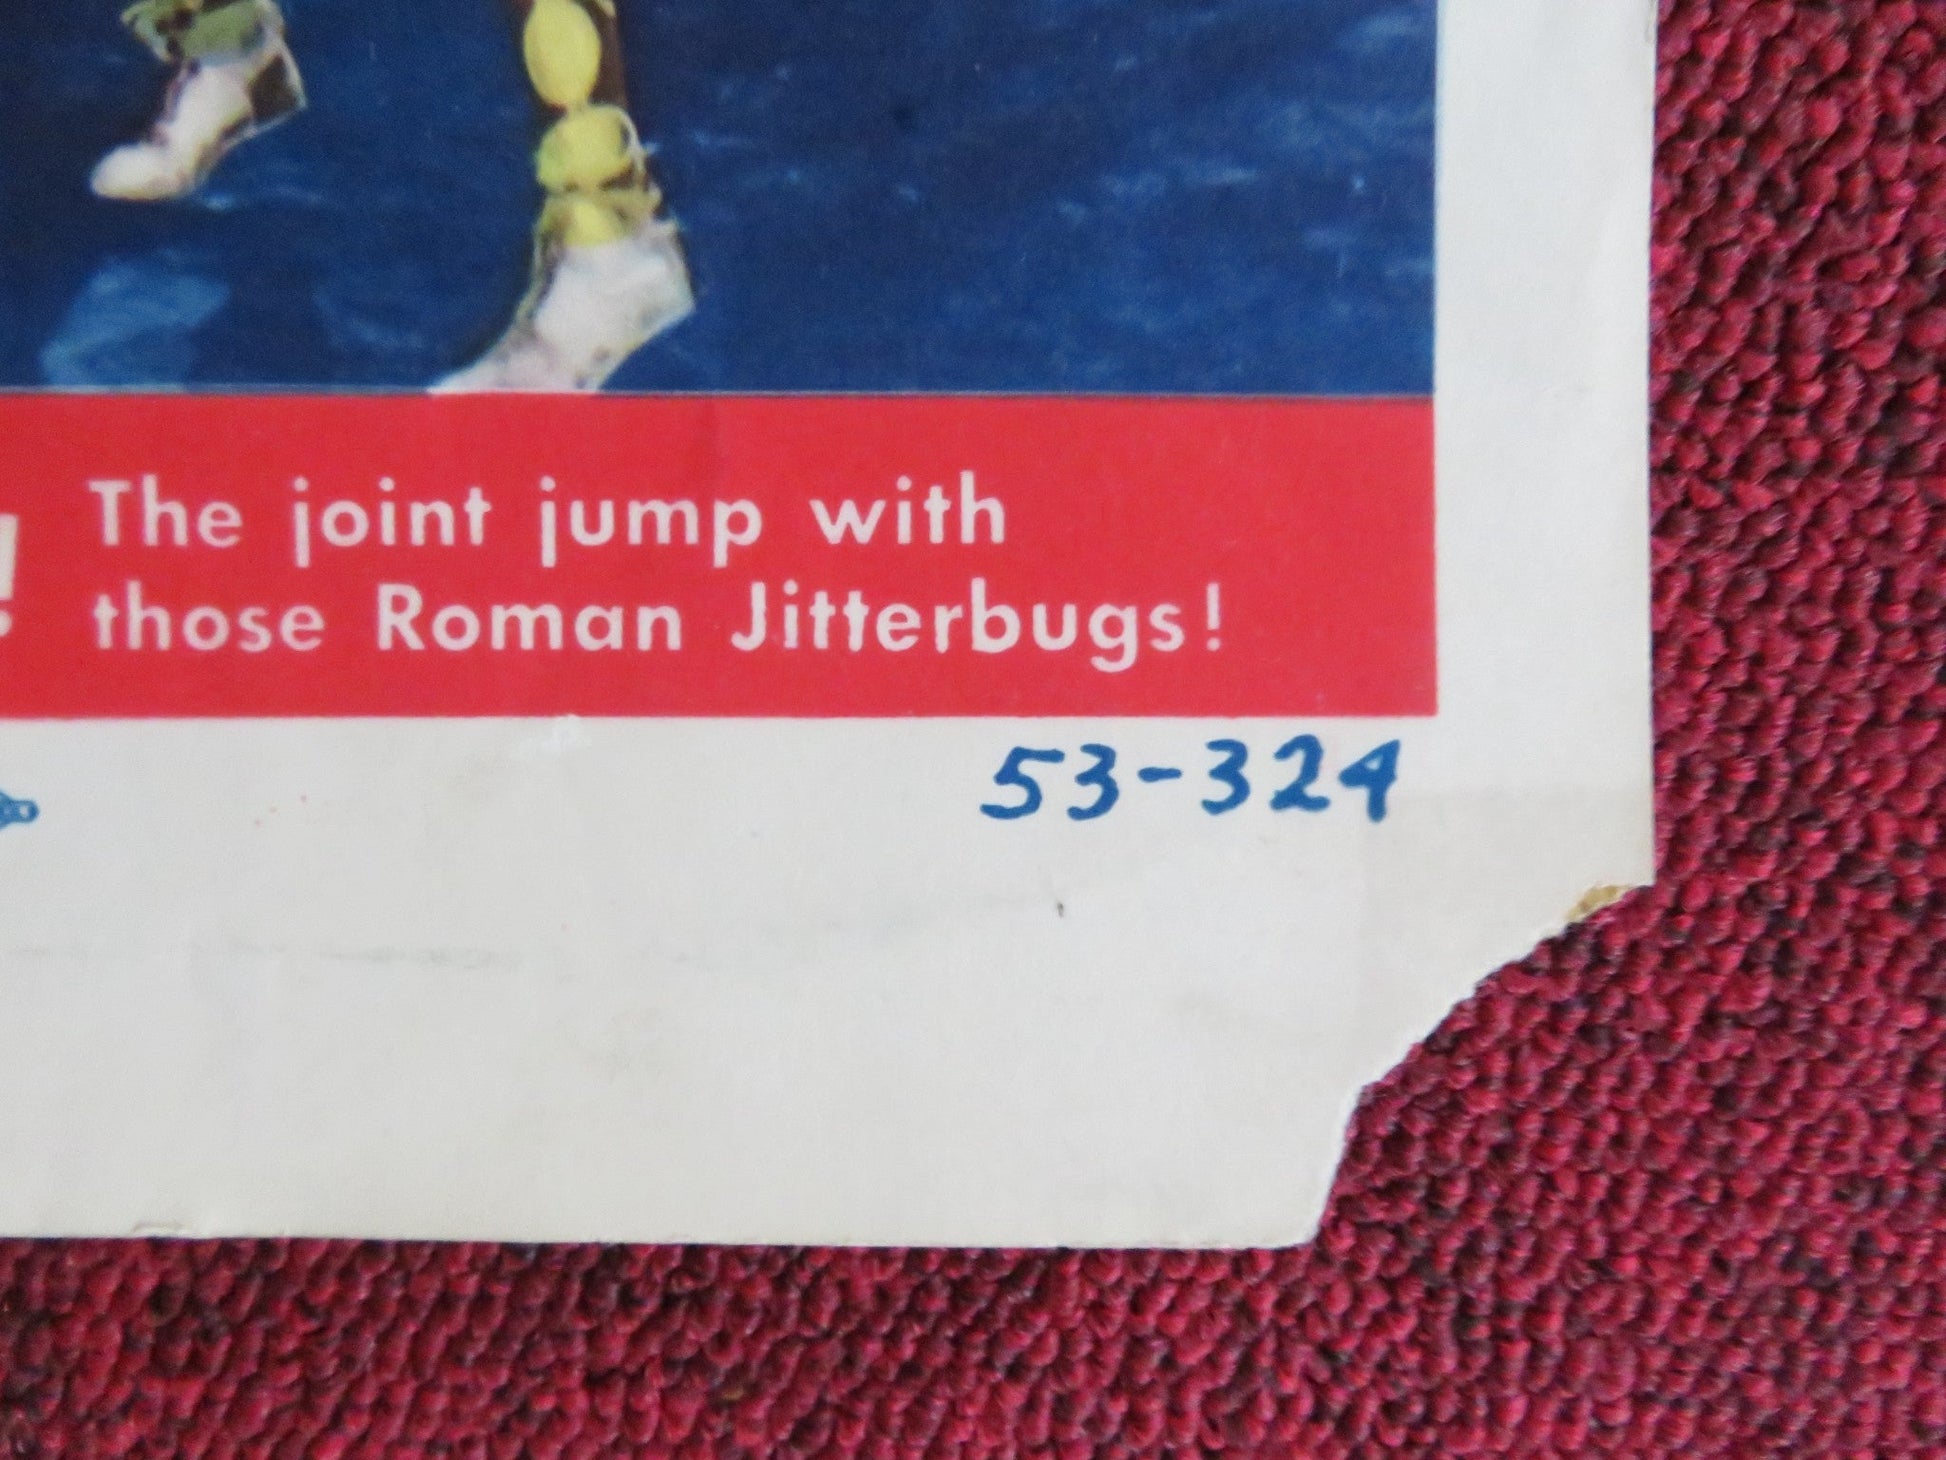 ! The joint jump with
those Roman Jitterbugs!
53-324